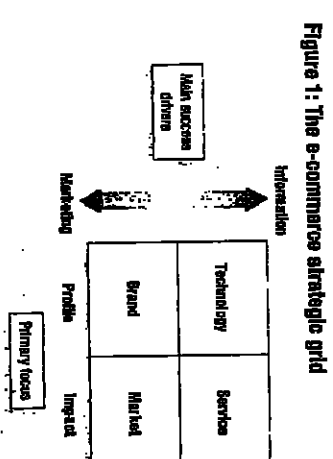 Figure 1: The e-commerce strategic grid
Information
Main success
drivers
Marketing
Technology
Service
Brand
Market
Profile
Impact
Primary focus